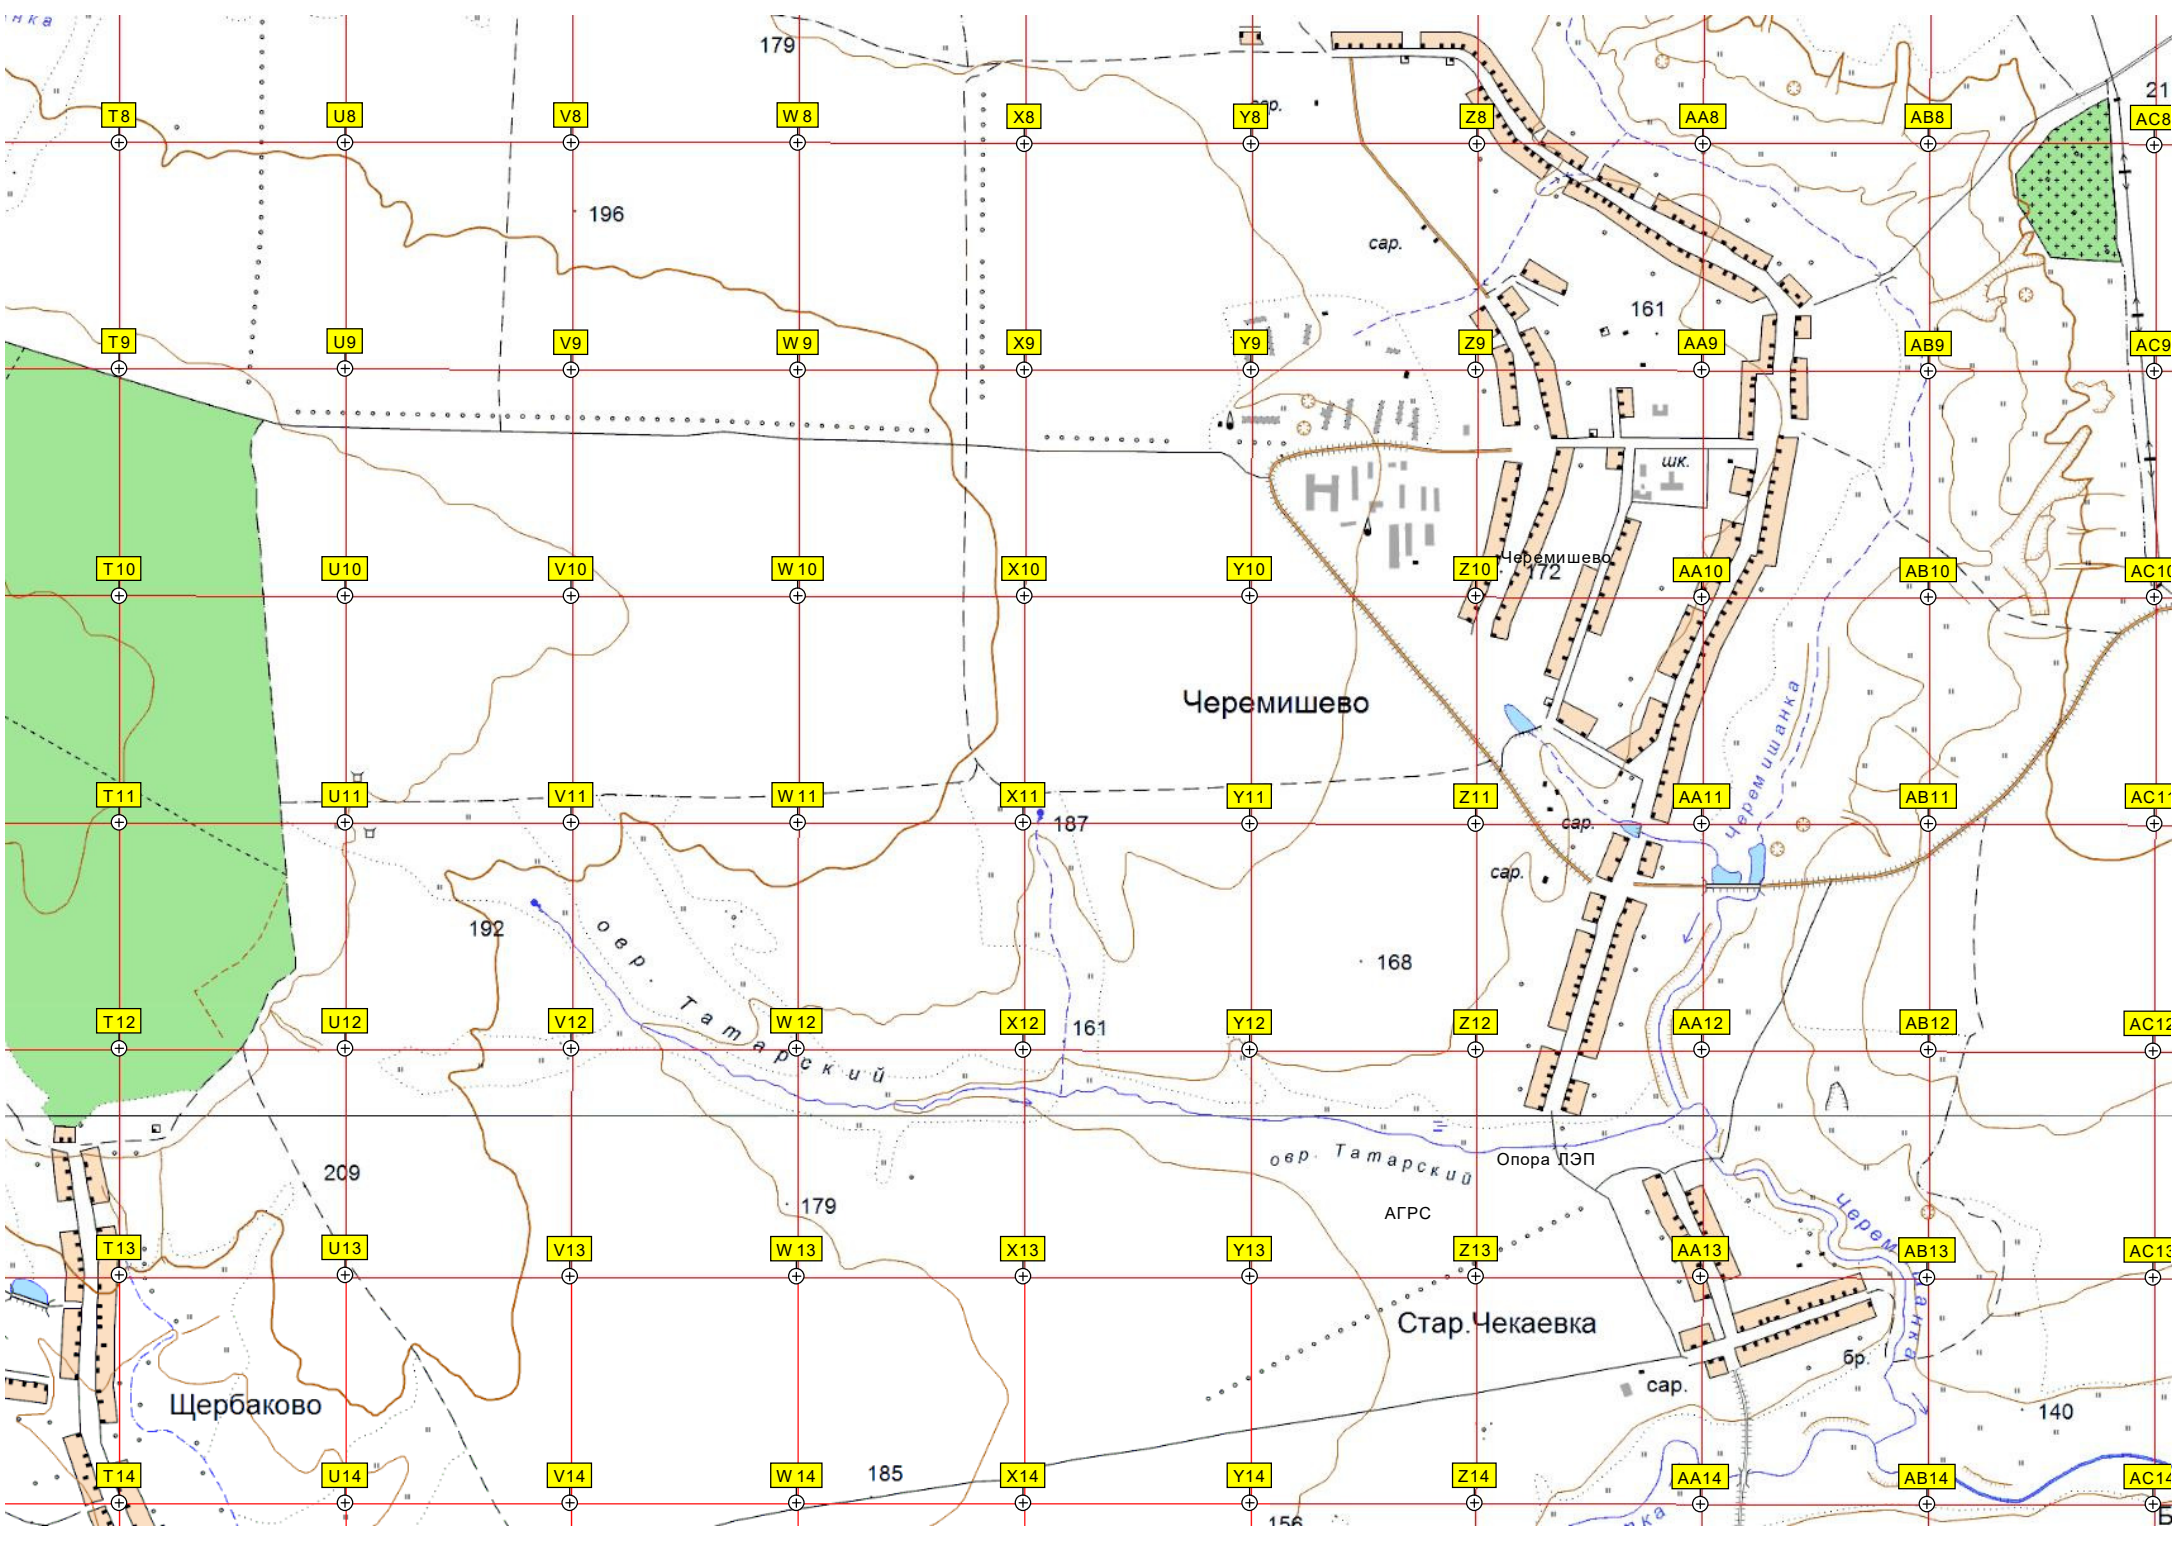 нка
179
21
T8
U8
V8
W8
X8
Y8
Z8
AA8
AB8
AC8
196
сар.
161
T9
U9
V9
W9
X9
Y9
Z9
AA9
AB9
AC9
шк.
Черемишево
172
T10
U10
V10
W10
X10
Y10
Z10
AA10
AB10
AC10
Черемишево
Черемишанка
T11
U11
V11
W11
X11
Y11
Z11
AA11
AB11
AC11
187
сар.
сар.
192
овр. Татарский
168
T12
U12
V12
W12
X12
Y12
Z12
AA12
AB12
AC12
161
овр. Татарский
Опора ЛЭП
209
179
АГРС
T13
U13
V13
W13
X13
Y13
Z13
AA13
AB13
AC13
Стар.Чекаевка
бр.
сар.
Щербаково
140
T14
U14
V14
W14
X14
Y14
Z14
AA14
AB14
AC14
185
156